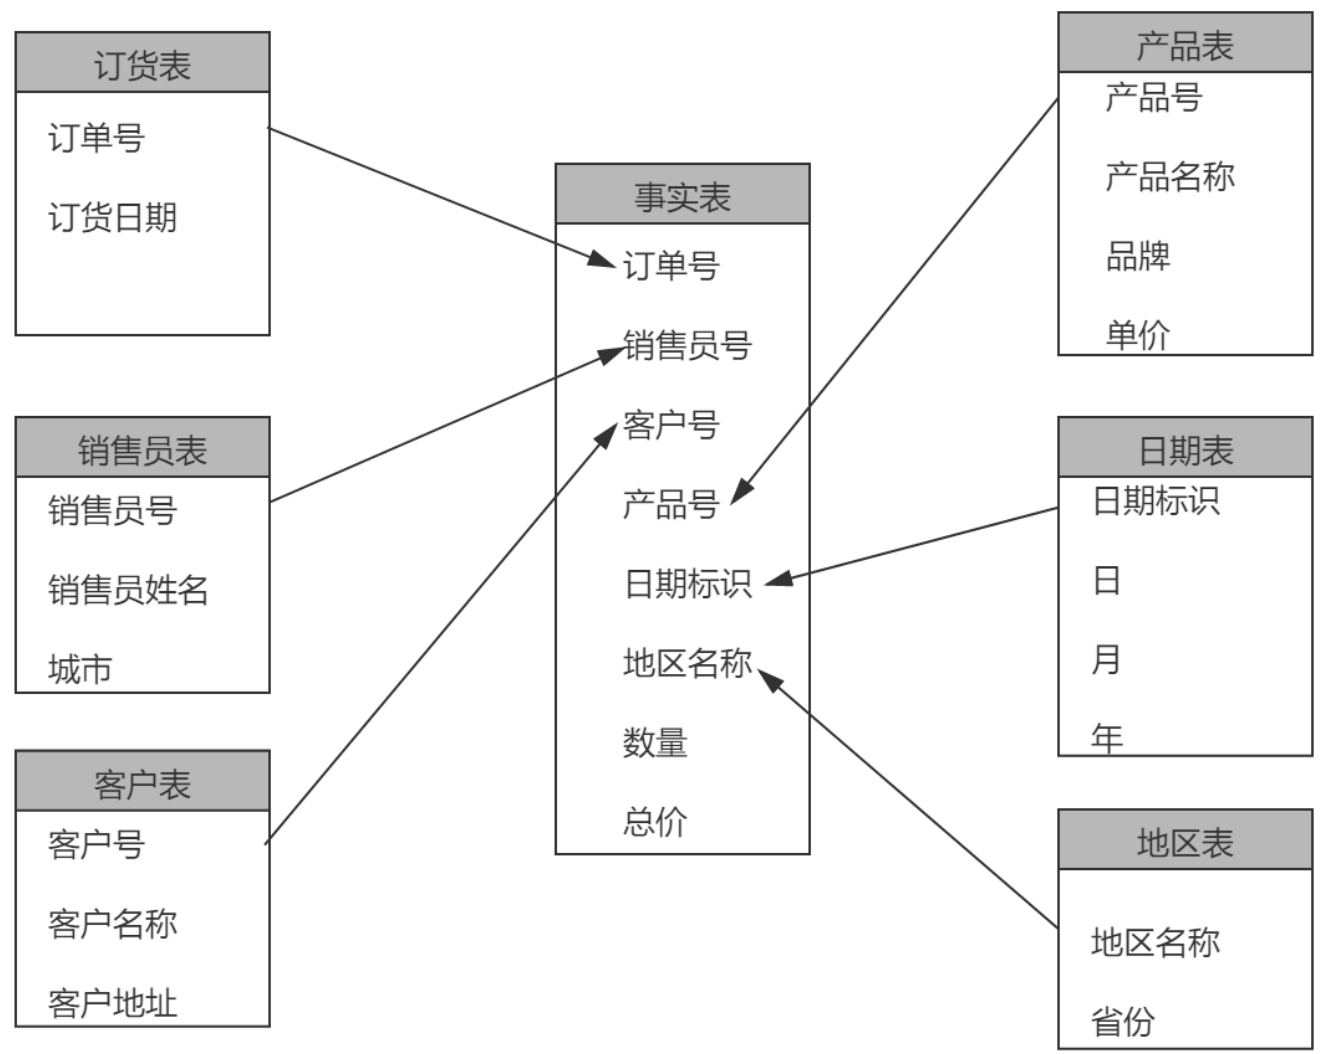 订货表
订单号
订货日期
销售员表
销售员号
销售员姓名
城市
客户表
客户号
客户名称
客户地址
事实表
订单号
销售员号
客户号
产品号
日期标识
地区名称
数量
总价
产品表
产品号
产品名称
品牌
单价
日期表
日期标识
日
月
年
地区表
地区名称
省份